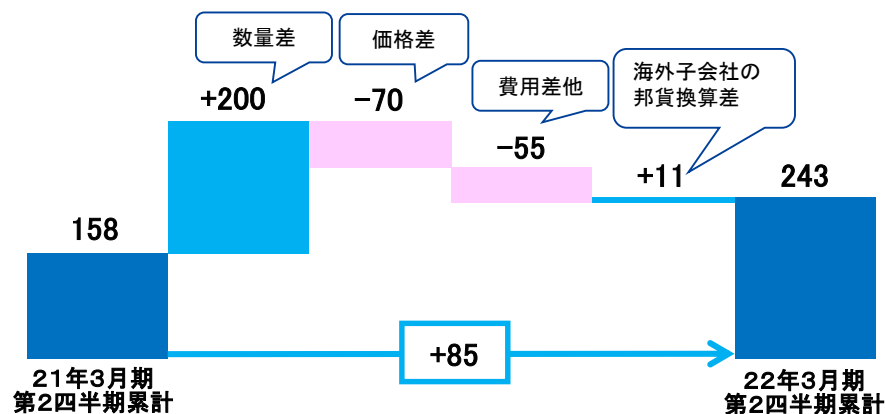 数量差
価格差
費用差他
海外子会社の
邦貨換算差
+200
-70
-55
+11
243
158
+85
21年3月期
第2四半期累計
22年3月期
第2四半期累計